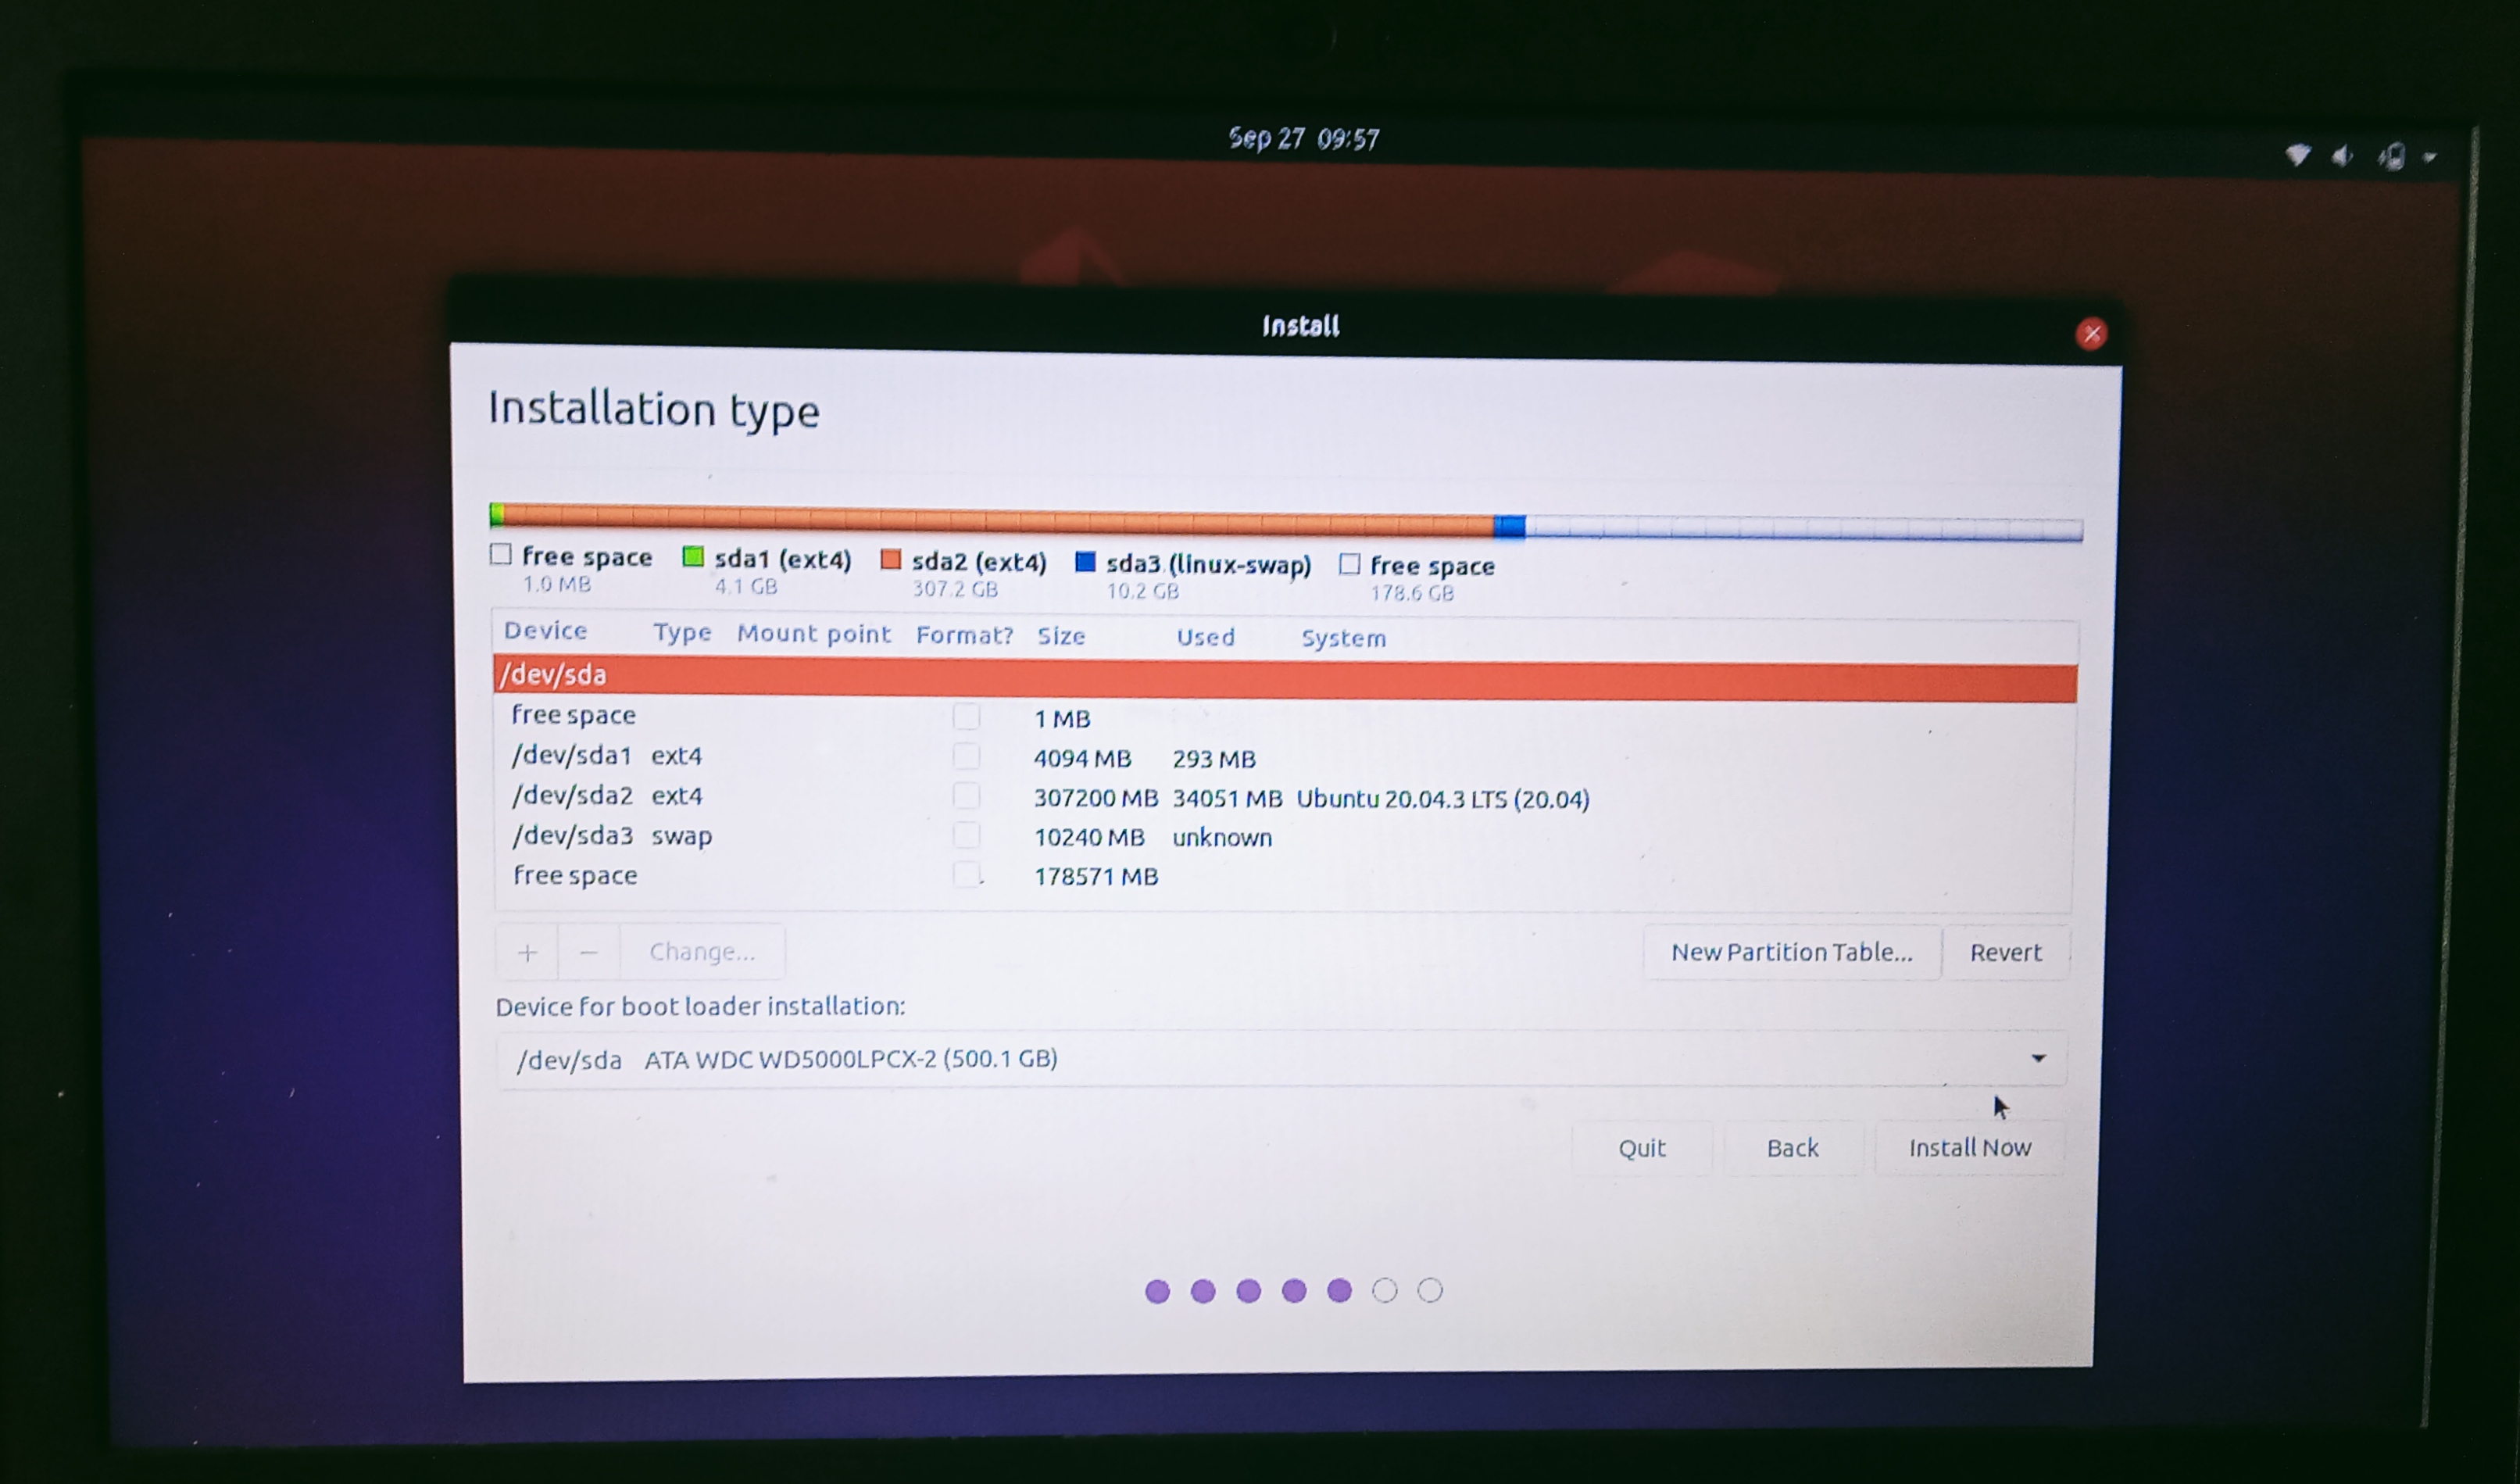 Sep 27 09:57
Install
Installation type
free space sda1 (ext4) sda2 (ext4) sda3 (linux-swap) free space
1.0 MB 4.1 GB 307.2 GB 10.2 GB 178.6 GB
Device Type Mount point Format? Size Used System
/dev/sda
free space 1 MB
/dev/sda1 ext4 4094 MB 293 MB
/dev/sda2 ext4 307200 MB 34051 MB Ubuntu 20.04.3 LTS (20.04)
/dev/sda3 swap 10240 MB unknown
free space 178571 MB
+ − Change... New Partition Table... Revert
Device for boot loader installation:
/dev/sda ATA WDC WD5000LPCX-2 (500.1 GB)
Quit Back Install Now